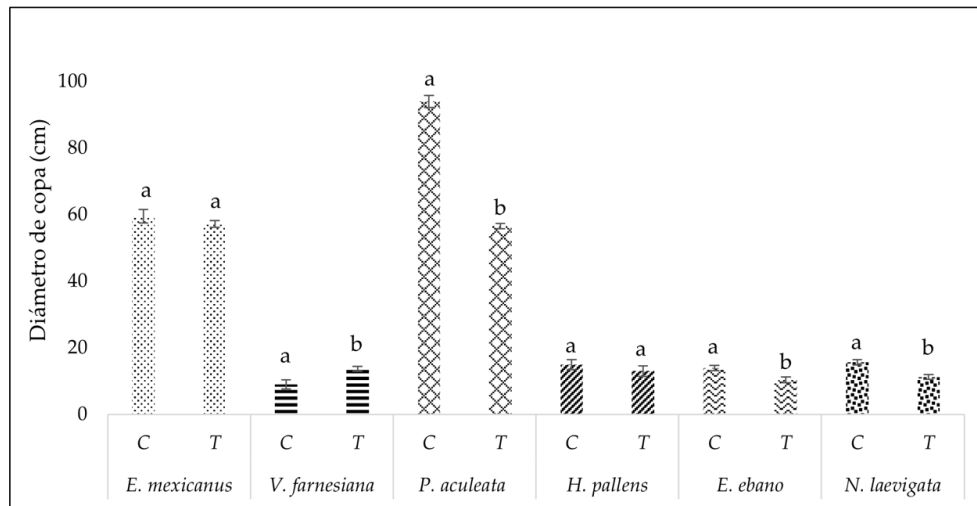 Diámetro de copa (cm)
100
80
60
40
20
0
a
a
a
b
a
b
a
a
a
b
a
b
C T C T C T C T C T C T
E. mexicanus V. farnesiana P. aculeata H. pallens E. ebano N. laevigata